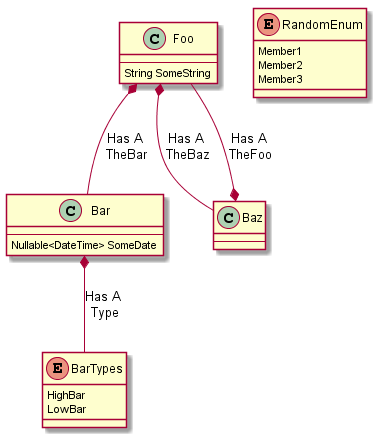 C Foo
String SomeString
E RandomEnum
Member1
Member2
Member3
Has A
TheBar
Has A
TheBaz
Has A
TheFoo
C Bar
Nullable<DateTime> SomeDate
C Baz
Has A
Type
E BarTypes
HighBar
LowBar